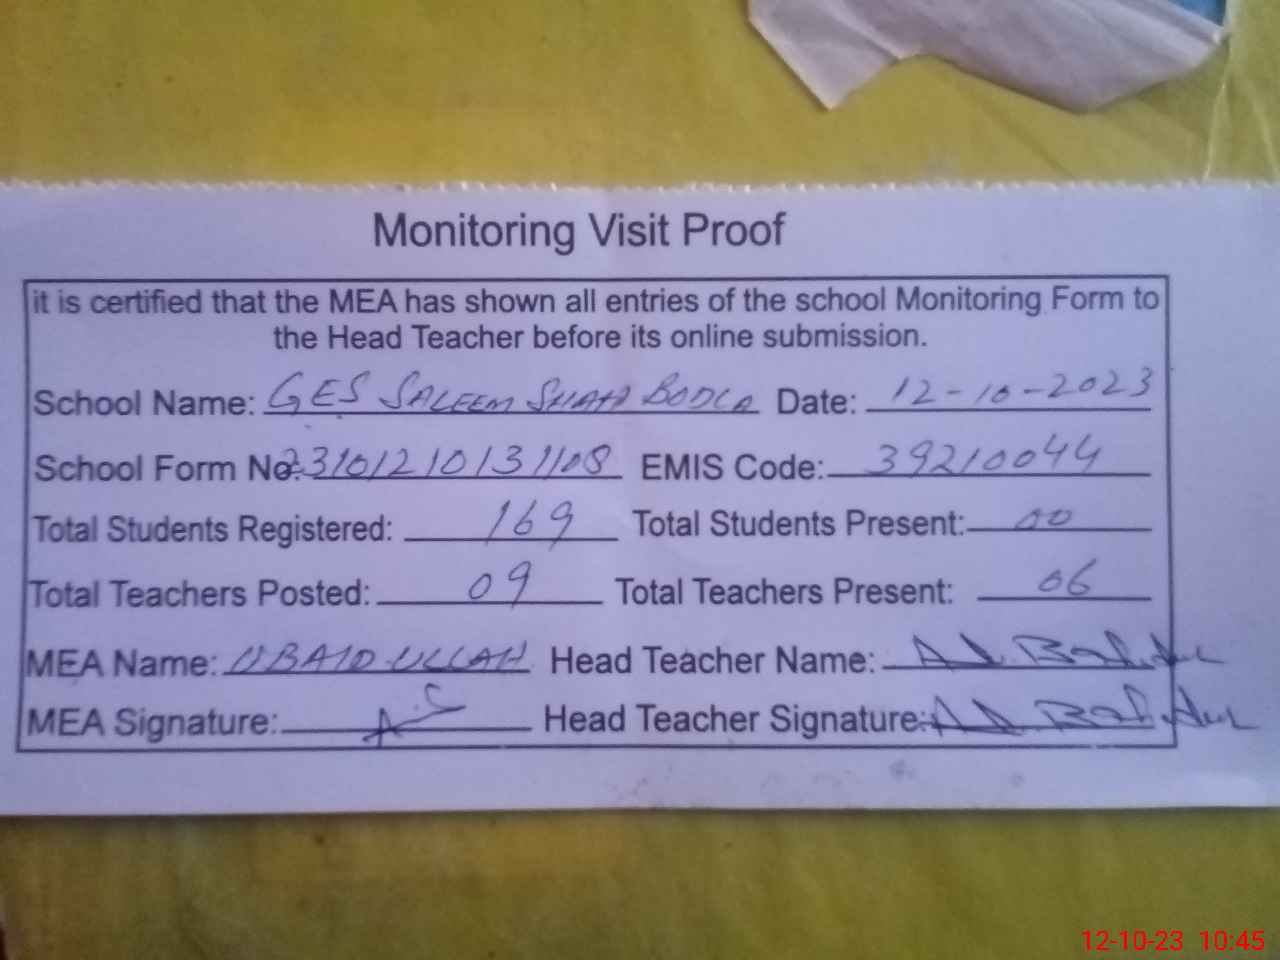 Monitoring Visit Proof
it is certified that the MEA has shown all entries of the school Monitoring Form to
the Head Teacher before its online submission.
School Name: GES SALEEM SHAH BODLA Date: 12-10-2023
School Form No. 23101210131108 EMIS Code: 39210044
Total Students Registered: 169 Total Students Present: 00
Total Teachers Posted: 09 Total Teachers Present: 06
MEA Name: UBAID ULLAH Head Teacher Name:
MEA Signature: Head Teacher Signature:
12-10-23 10:45